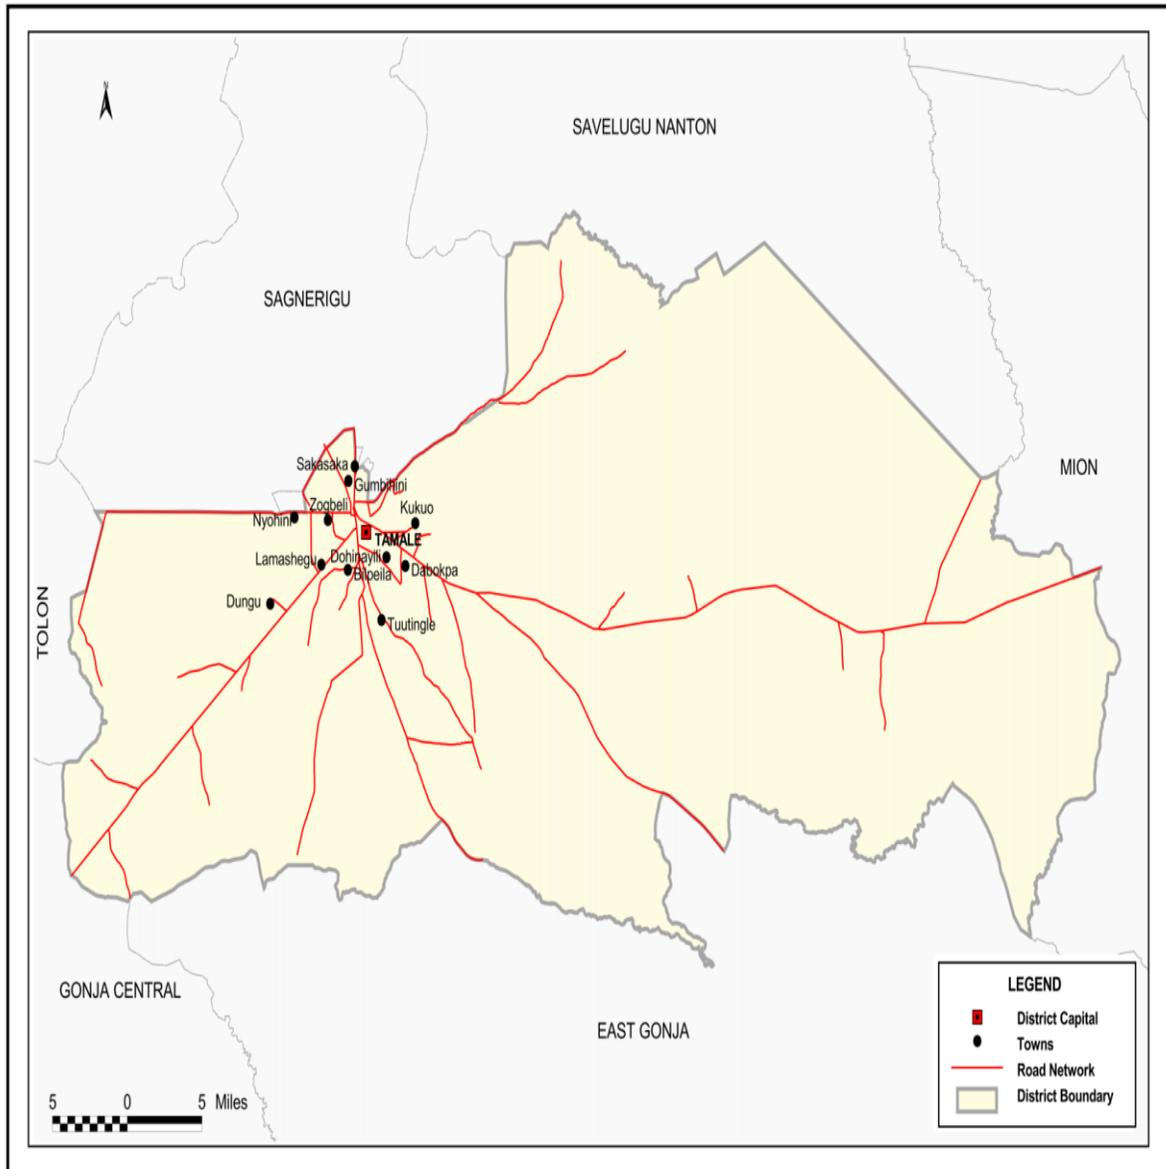 N
SAVELUGU NANTON
SAGNERIGU
MION
Sakasaka
Gumbihini
Zogbeli
Nyohini
Kukuo
TAMALE
Lamashegu
Dohinayili
Bilpeila
Dabokpa
Dungu
Tuutingle
TOLON
GONJA CENTRAL
EAST GONJA
LEGEND
District Capital
Towns
Road Network
District Boundary
5 0 5 Miles